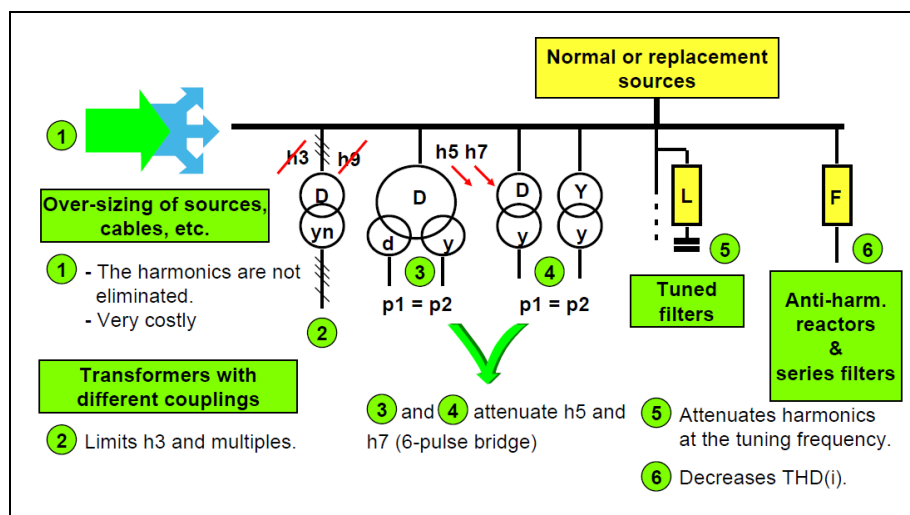 Normal or replacement
sources
1
h3
h9
h5 h7
D
yn
D
d
y
D
y
Y
y
L
F
Over-sizing of sources,
cables, etc.
1 - The harmonics are not
eliminated.
- Very costly
2
3
4
p1 = p2
p1 = p2
5
6
Tuned
filters
Anti-harm.
reactors
&
series filters
Transformers with
different couplings
2 Limits h3 and multiples.
3 and 4 attenuate h5 and
h7 (6-pulse bridge)
5 Attenuates harmonics
at the tuning frequency.
6 Decreases THD(i).